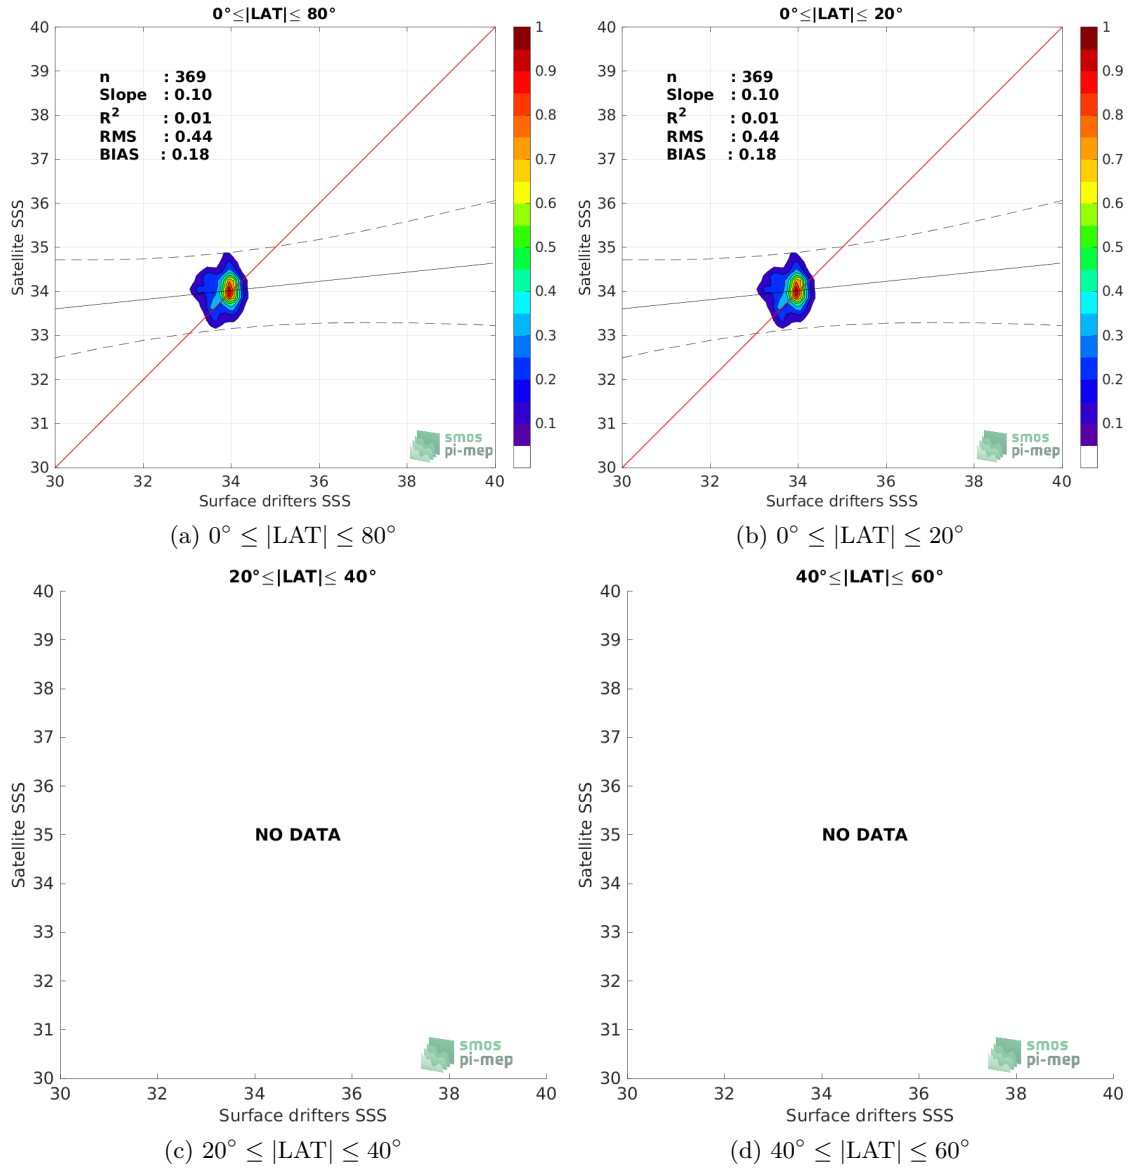 0°≤|LAT|≤ 80°
40
39
38
37
36
35
34
33
32
31
30
Satellite SSS
n : 369
Slope : 0.10
R²: 0.01
RMS : 0.44
BIAS : 0.18
30 32 34 36 38 40
Surface drifters SSS
1
0.9
0.8
0.7
0.6
0.5
0.4
0.3
0.2
0.1
smos
pi-mep
(a) 0° ≤ |LAT| ≤ 80°
0°≤|LAT|≤ 20°
40
39
38
37
36
35
34
33
32
31
30
Satellite SSS
n : 369
Slope : 0.10
R² : 0.01
RMS : 0.44
BIAS : 0.18
30 32 34 36 38 40
Surface drifters SSS
1
0.9
0.8
0.7
0.6
0.5
0.4
0.3
0.2
0.1
smos
pi-mep
(b) 0° ≤ |LAT| ≤ 20°
20°≤|LAT|≤ 40°
40
39
38
37
36
35
34
33
32
31
30
Satellite SSS
NO DATA
30 32 34 36 38 40
Surface drifters SSS
smos
pi-mep
(c) 20° ≤ |LAT| ≤ 40°
40°≤|LAT|≤ 60°
40
39
38
37
36
35
34
33
32
31
30
Satellite SSS
NO DATA
30 32 34 36 38 40
Surface drifters SSS
smos
pi-mep
(d) 40° ≤ |LAT| ≤ 60°